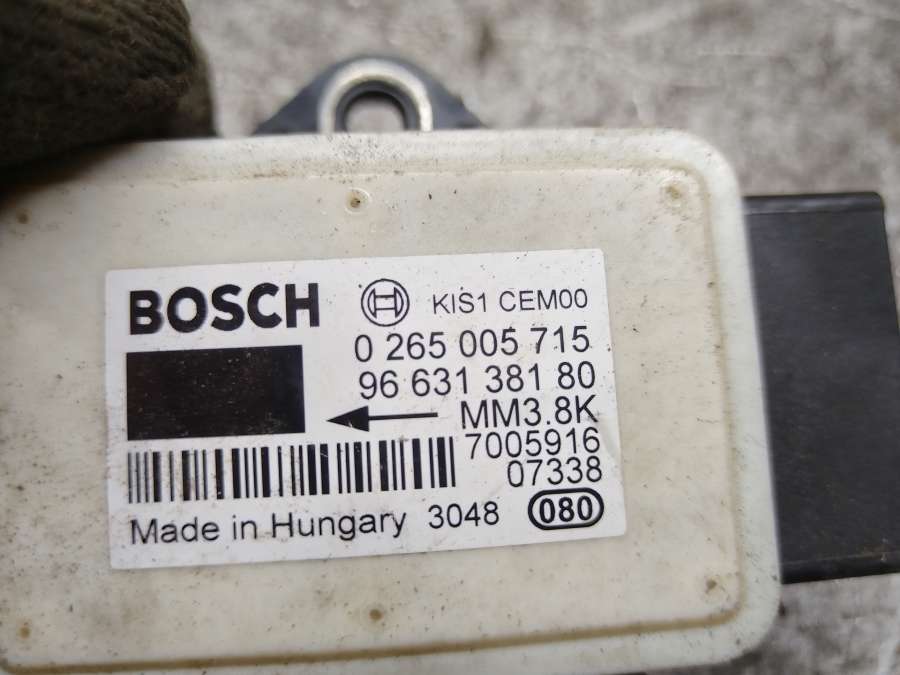 BOSCH KIS1 CEM00
0 265 005 715
96 631 381 80
MM3.8K
7005916
07338
Made in Hungary 3048 080